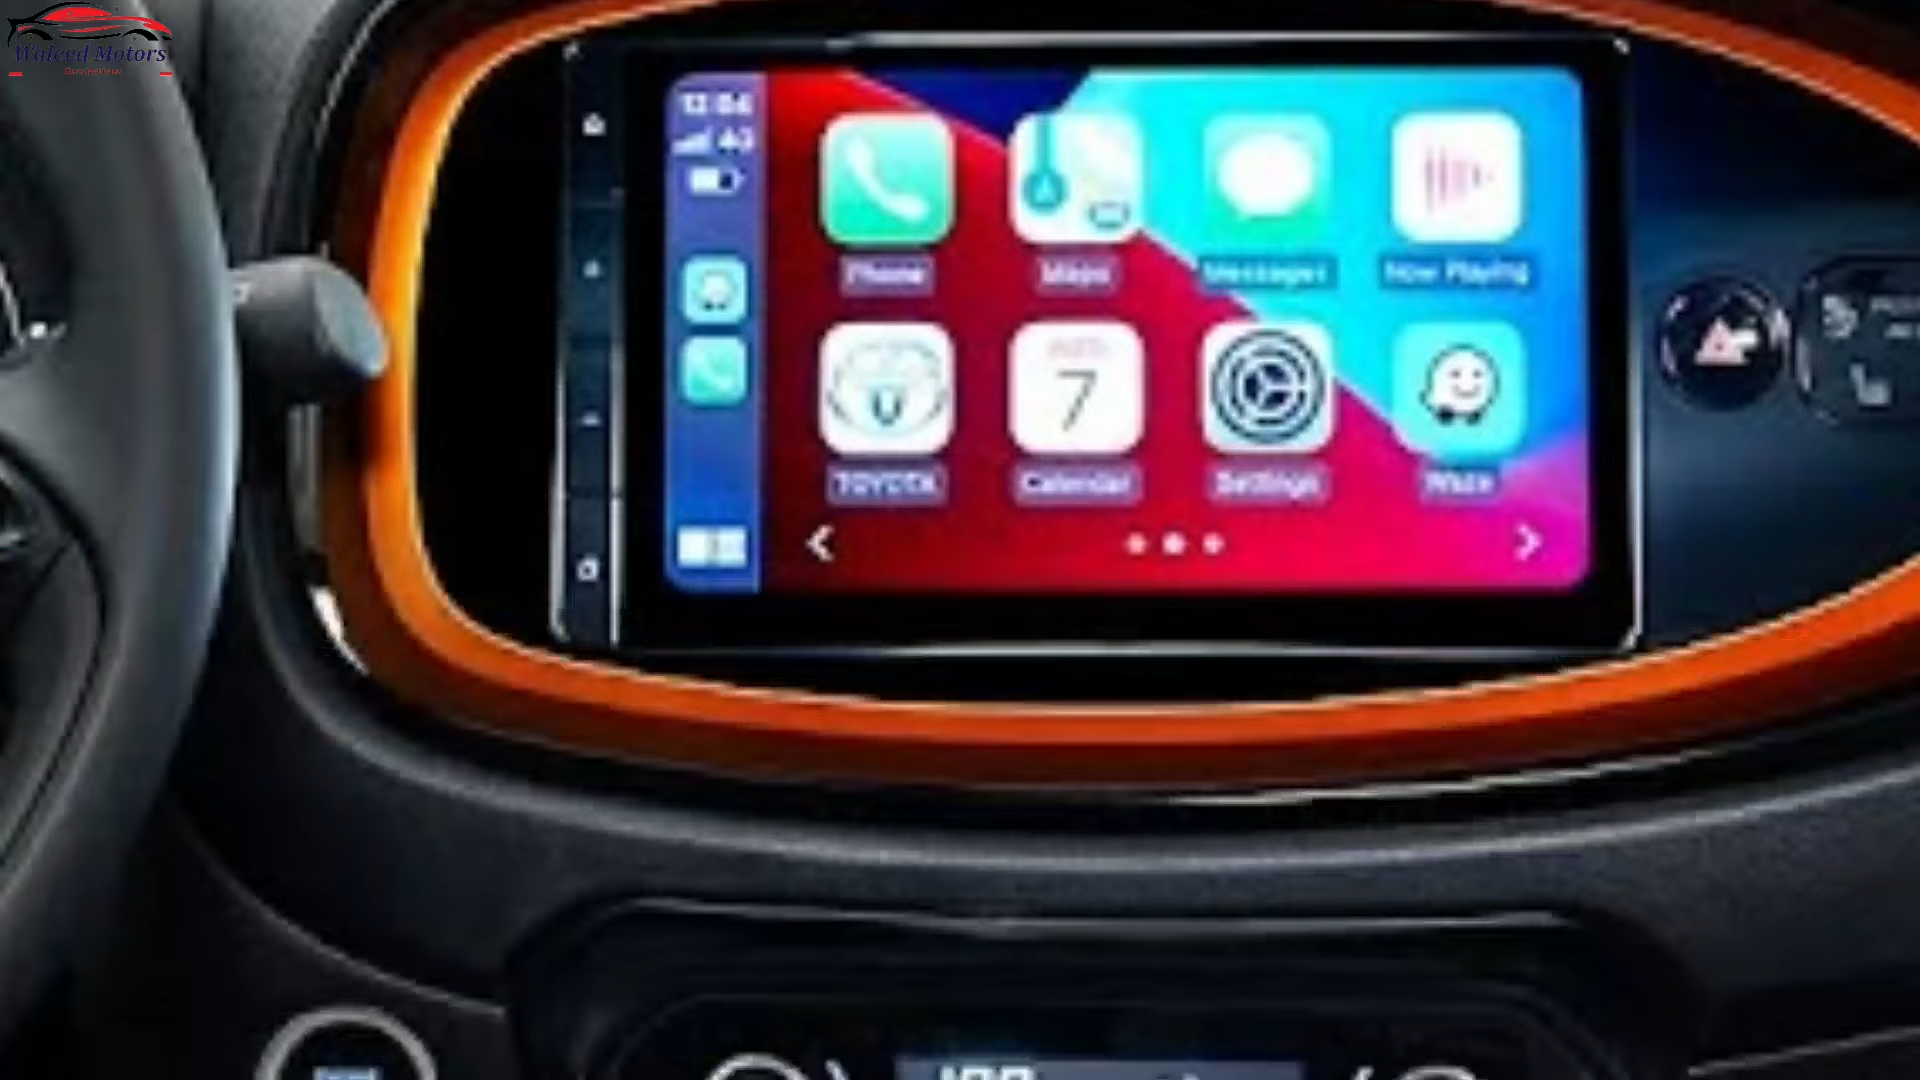 Waleed Motors
12:04
4G
Phone
Maps
Messages
Now Playing
7
TOYOTA
Calendar
Settings
Waze